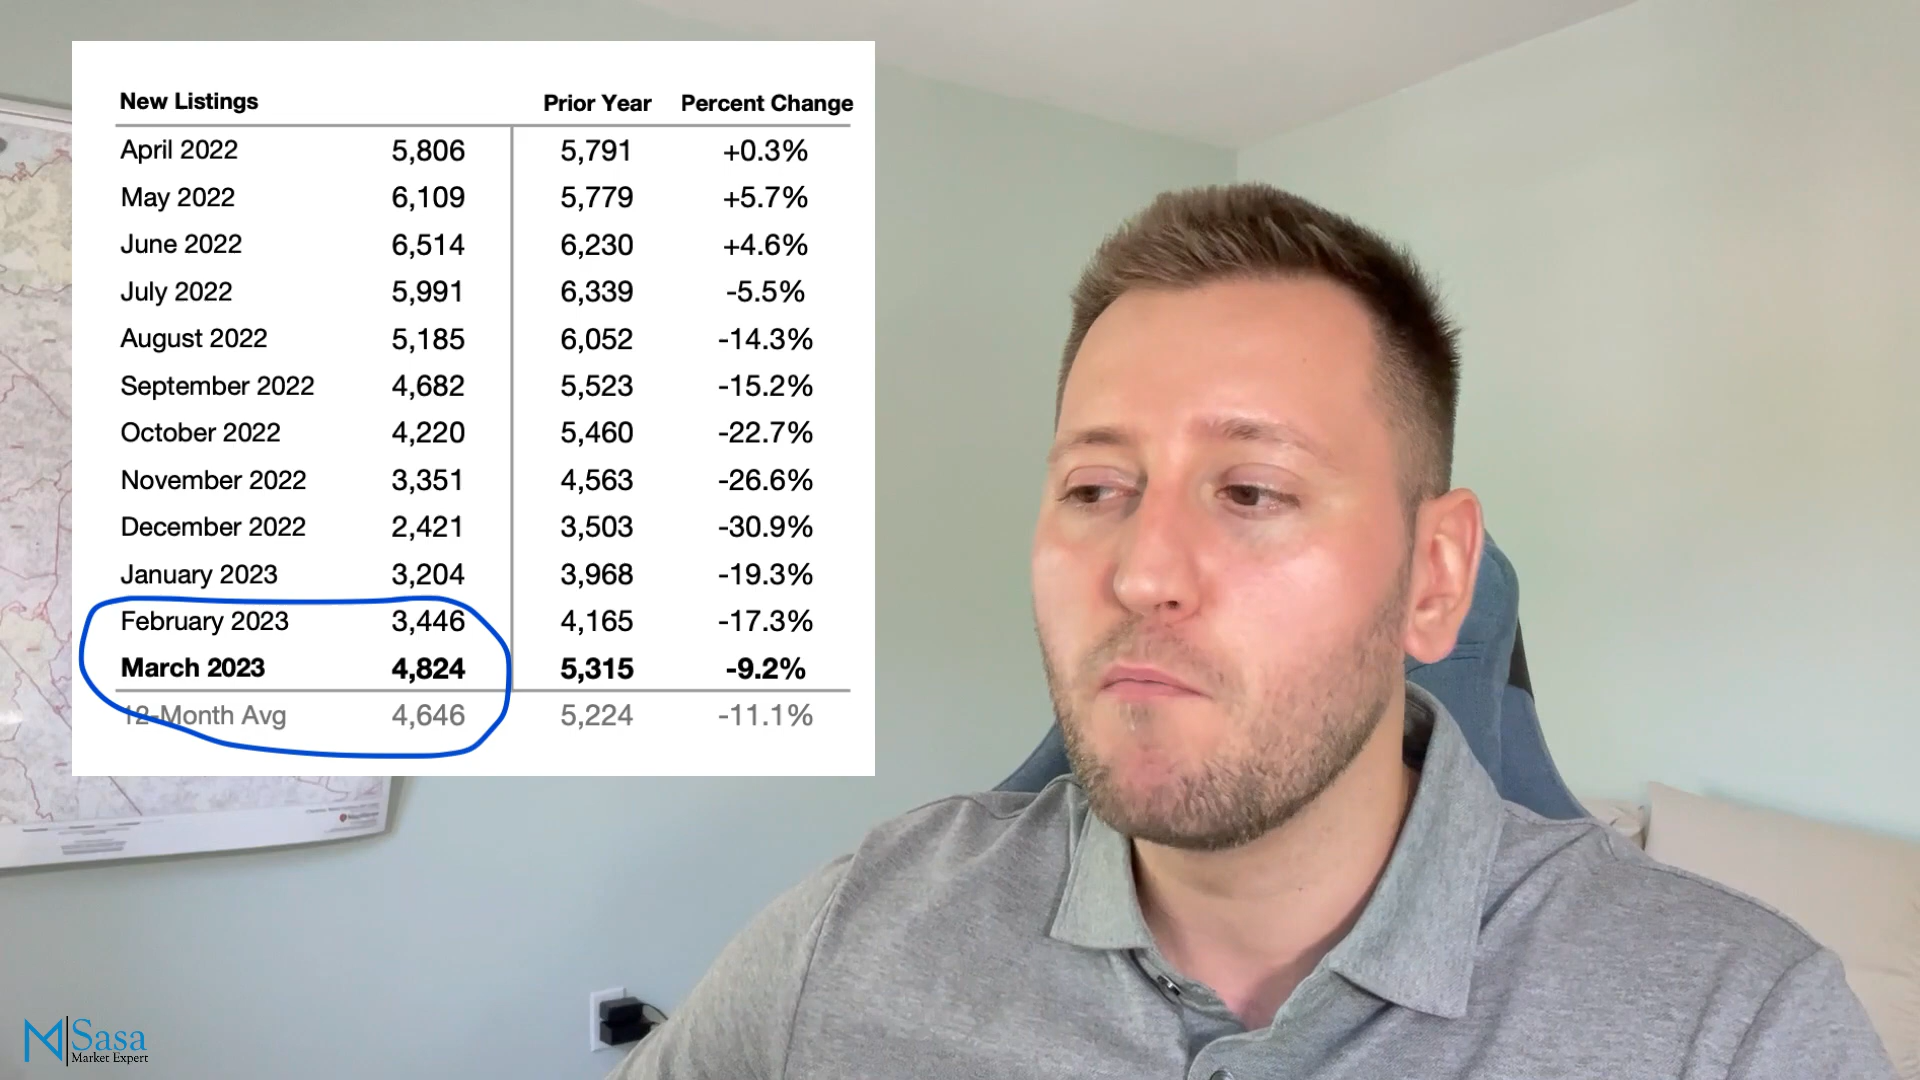 New Listings Prior Year Percent Change
April 2022 5,806 5,791 +0.3%
May 2022 6,109 5,779 +5.7%
June 2022 6,514 6,230 +4.6%
July 2022 5,991 6,339 -5.5%
August 2022 5,185 6,052 -14.3%
September 2022 4,682 5,523 -15.2%
October 2022 4,220 5,460 -22.7%
November 2022 3,351 4,563 -26.6%
December 2022 2,421 3,503 -30.9%
January 2023 3,204 3,968 -19.3%
February 2023 3,446 4,165 -17.3%
March 2023 4,824 5,315 -9.2%
12-Month Avg 4,646 5,224 -11.1%
Sasa
Market Expert